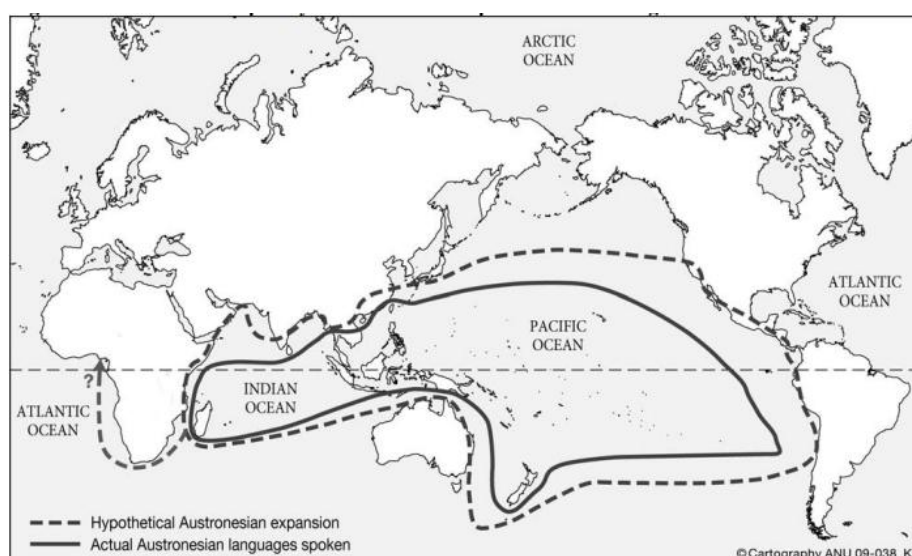 ARCTIC
OCEAN
ATLANTIC
OCEAN
PACIFIC
OCEAN
?
INDIAN
OCEAN
ATLANTIC
OCEAN
Hypothetical Austronesian expansion
Actual Austronesian languages spoken
©Cartography ANU 09-038